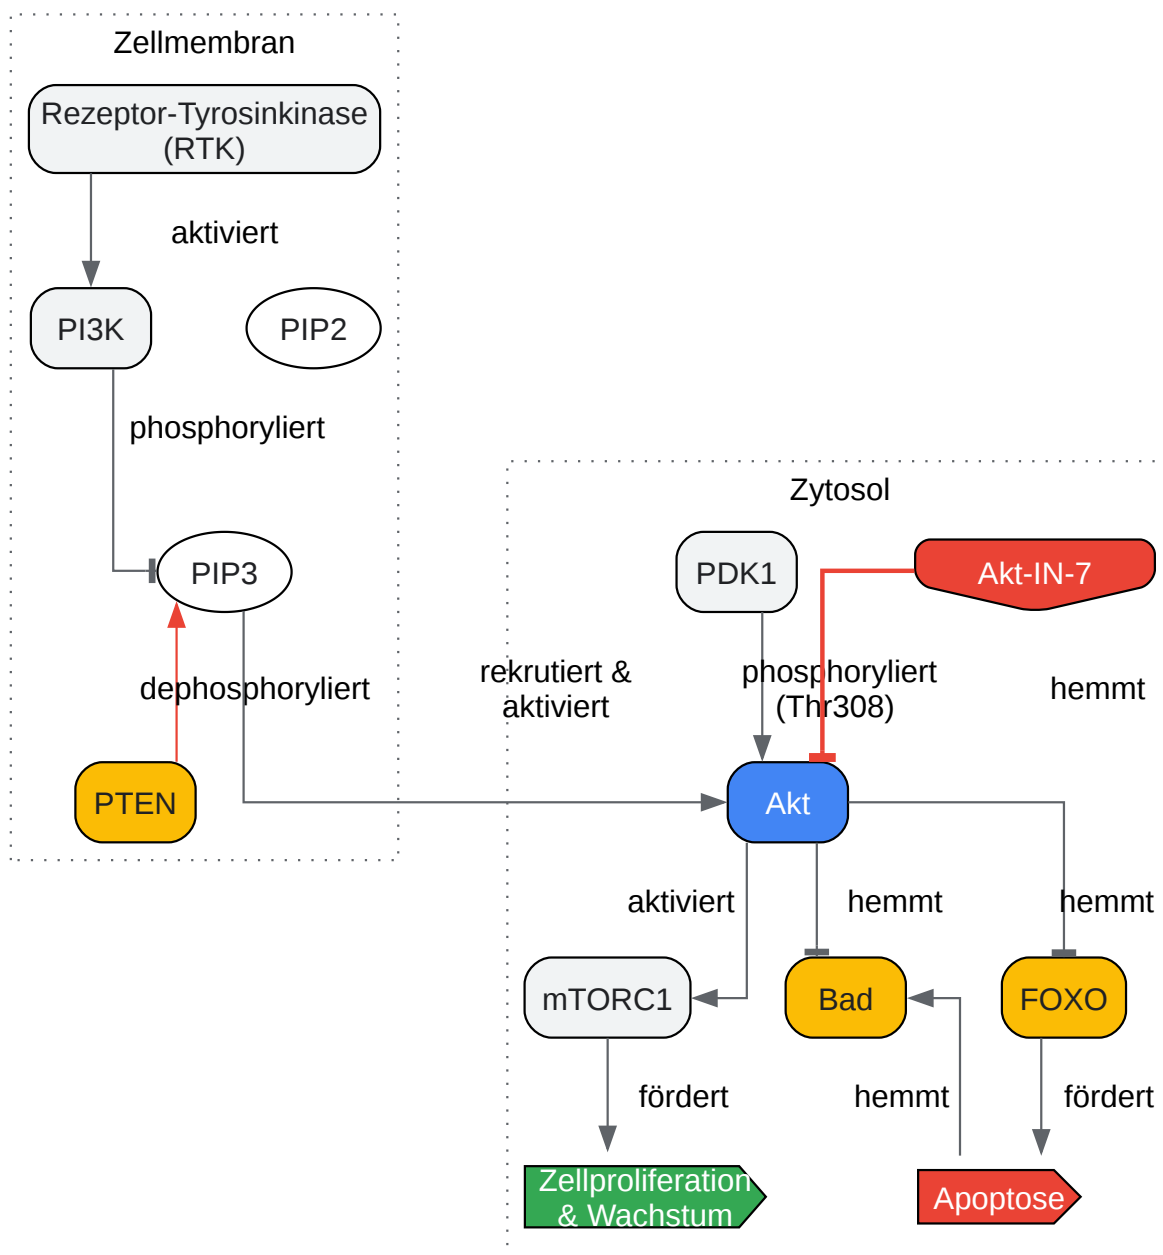 Zellmembran
Rezeptor-Tyrosinkinase
(RTK)
aktiviert
PI3K
PIP2
phosphoryliert
Zytosol
PIP3
PDK1
Akt-IN-7
dephosphoryliert
rekrutiert &
aktiviert
phosphoryliert
(Thr308)
hemmt
PTEN
Akt
aktiviert
hemmt
hemmt
mTORC1
Bad
FOXO
fördert
hemmt
fördert
Zellproliferation
& Wachstum
Apoptose